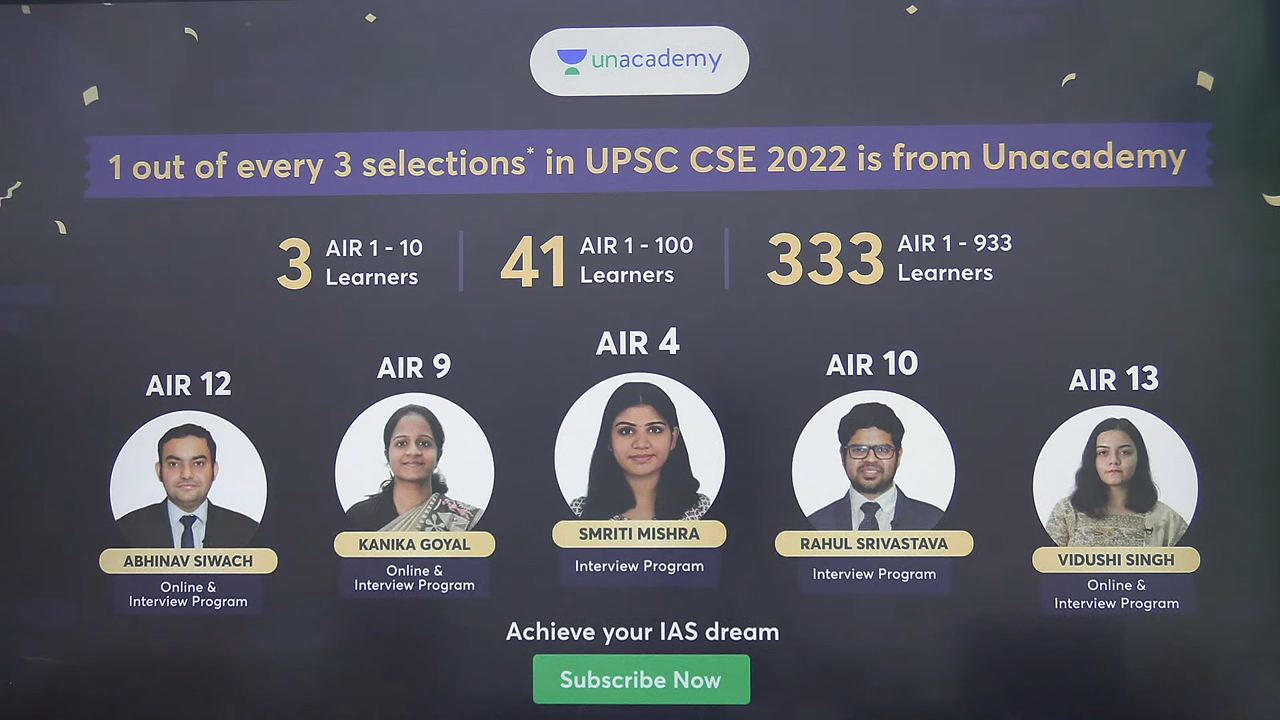 unacademy
1 out of every 3 selections* in UPSC CSE 2022 is from Unacademy
3 AIR 1 - 10
Learners
41 AIR 1 - 100
Learners
333 AIR 1 - 933
Learners
AIR 12
ABHINAV SIWACH
Online &
Interview Program
AIR 9
KANIKA GOYAL
Online &
Interview Program
AIR 4
SMRITI MISHRA
Interview Program
AIR 10
RAHUL SRIVASTAVA
Interview Program
AIR 13
VIDUSHI SINGH
Online &
Interview Program
Achieve your IAS dream
Subscribe Now